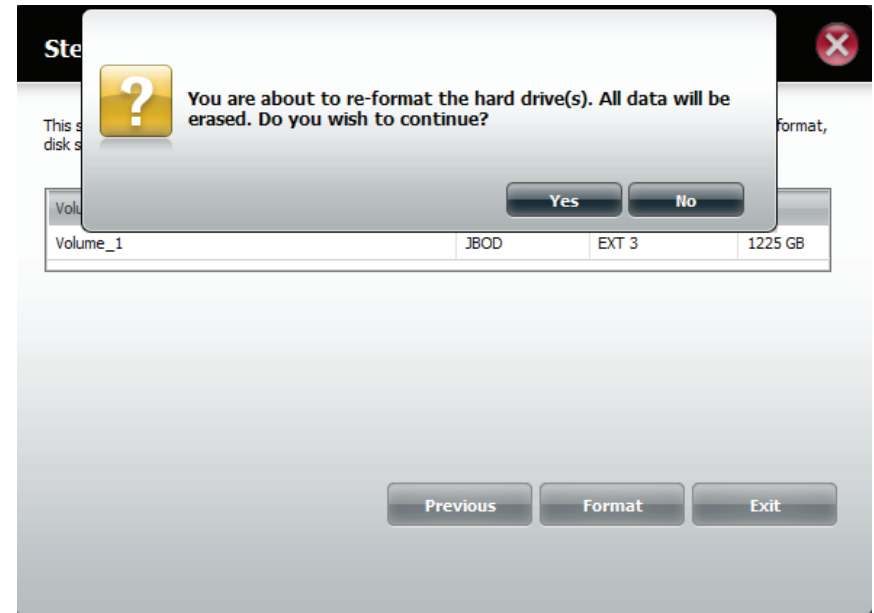 Ste
You are about to re-format the hard drive(s). All data will be
erased. Do you wish to continue?
This s
format,
disk s
Yes No
Volu
Volume_1 JBOD EXT 3 1225 GB
Previous Format Exit